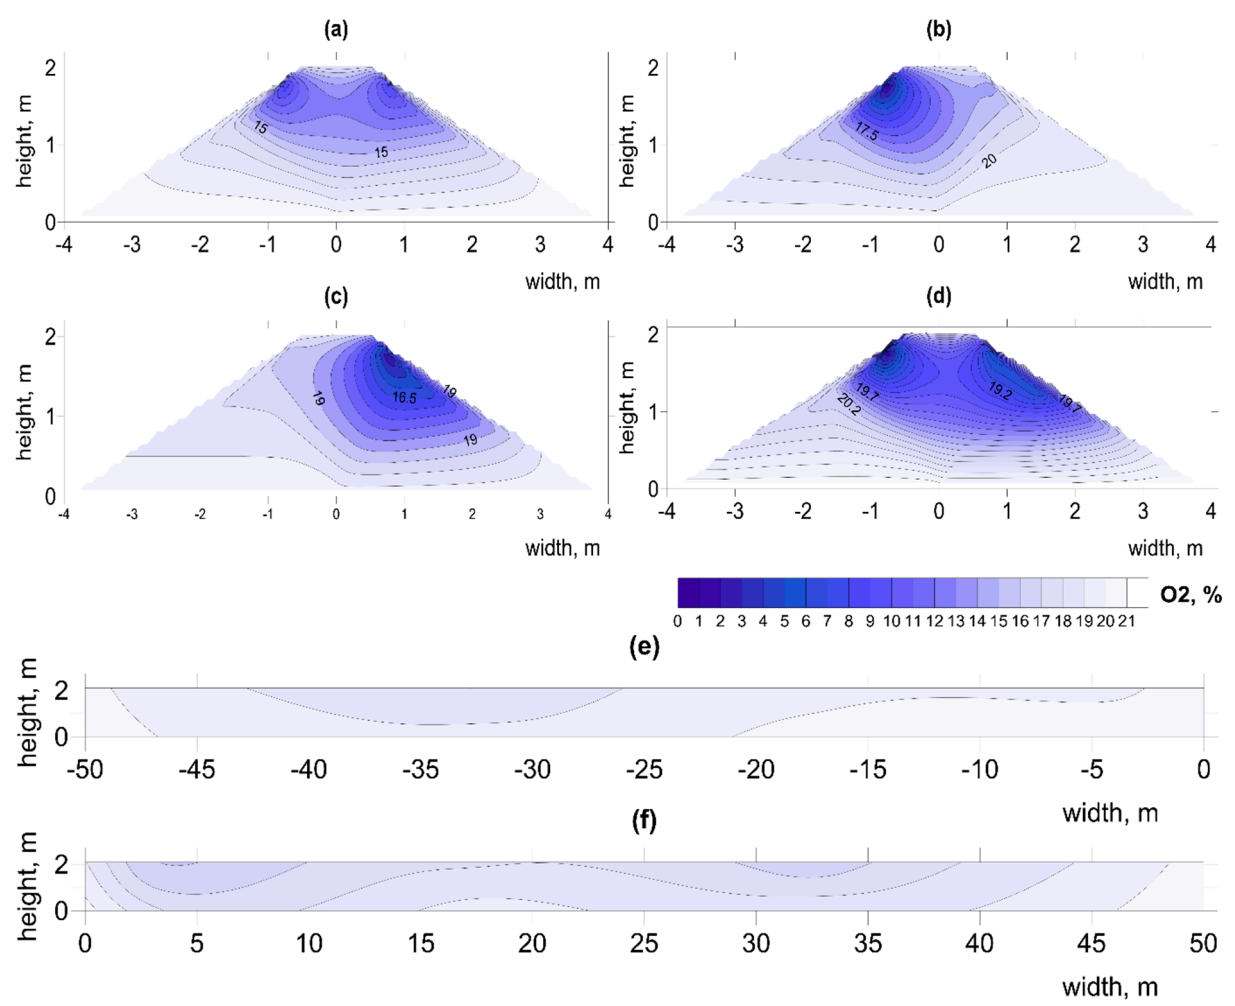 (a)
height, m
2
1
0
15
15
-4 -3 -2 -1 0 1 2 3 4
width, m
(b)
height, m
2
1
0
17.5
20
-4 -3 -2 -1 0 1 2 3 4
width, m
(c)
height, m
2
1
0
19
16.5
19
19
-4 -3 -2 -1 0 1 2 3 4
width, m
(d)
height, m
2
1
0
19.7
20.2
19.2
19.7
-4 -3 -2 -1 0 1 2 3 4
width, m
O2, %
0 1 2 3 4 5 6 7 8 9 10 11 12 13 14 15 16 17 18 19 20 21
(e)
height, m
2
0
-50 -45 -40 -35 -30 -25 -20 -15 -10 -5 0
width, m
(f)
height, m
2
0
0 5 10 15 20 25 30 35 40 45 50
width, m